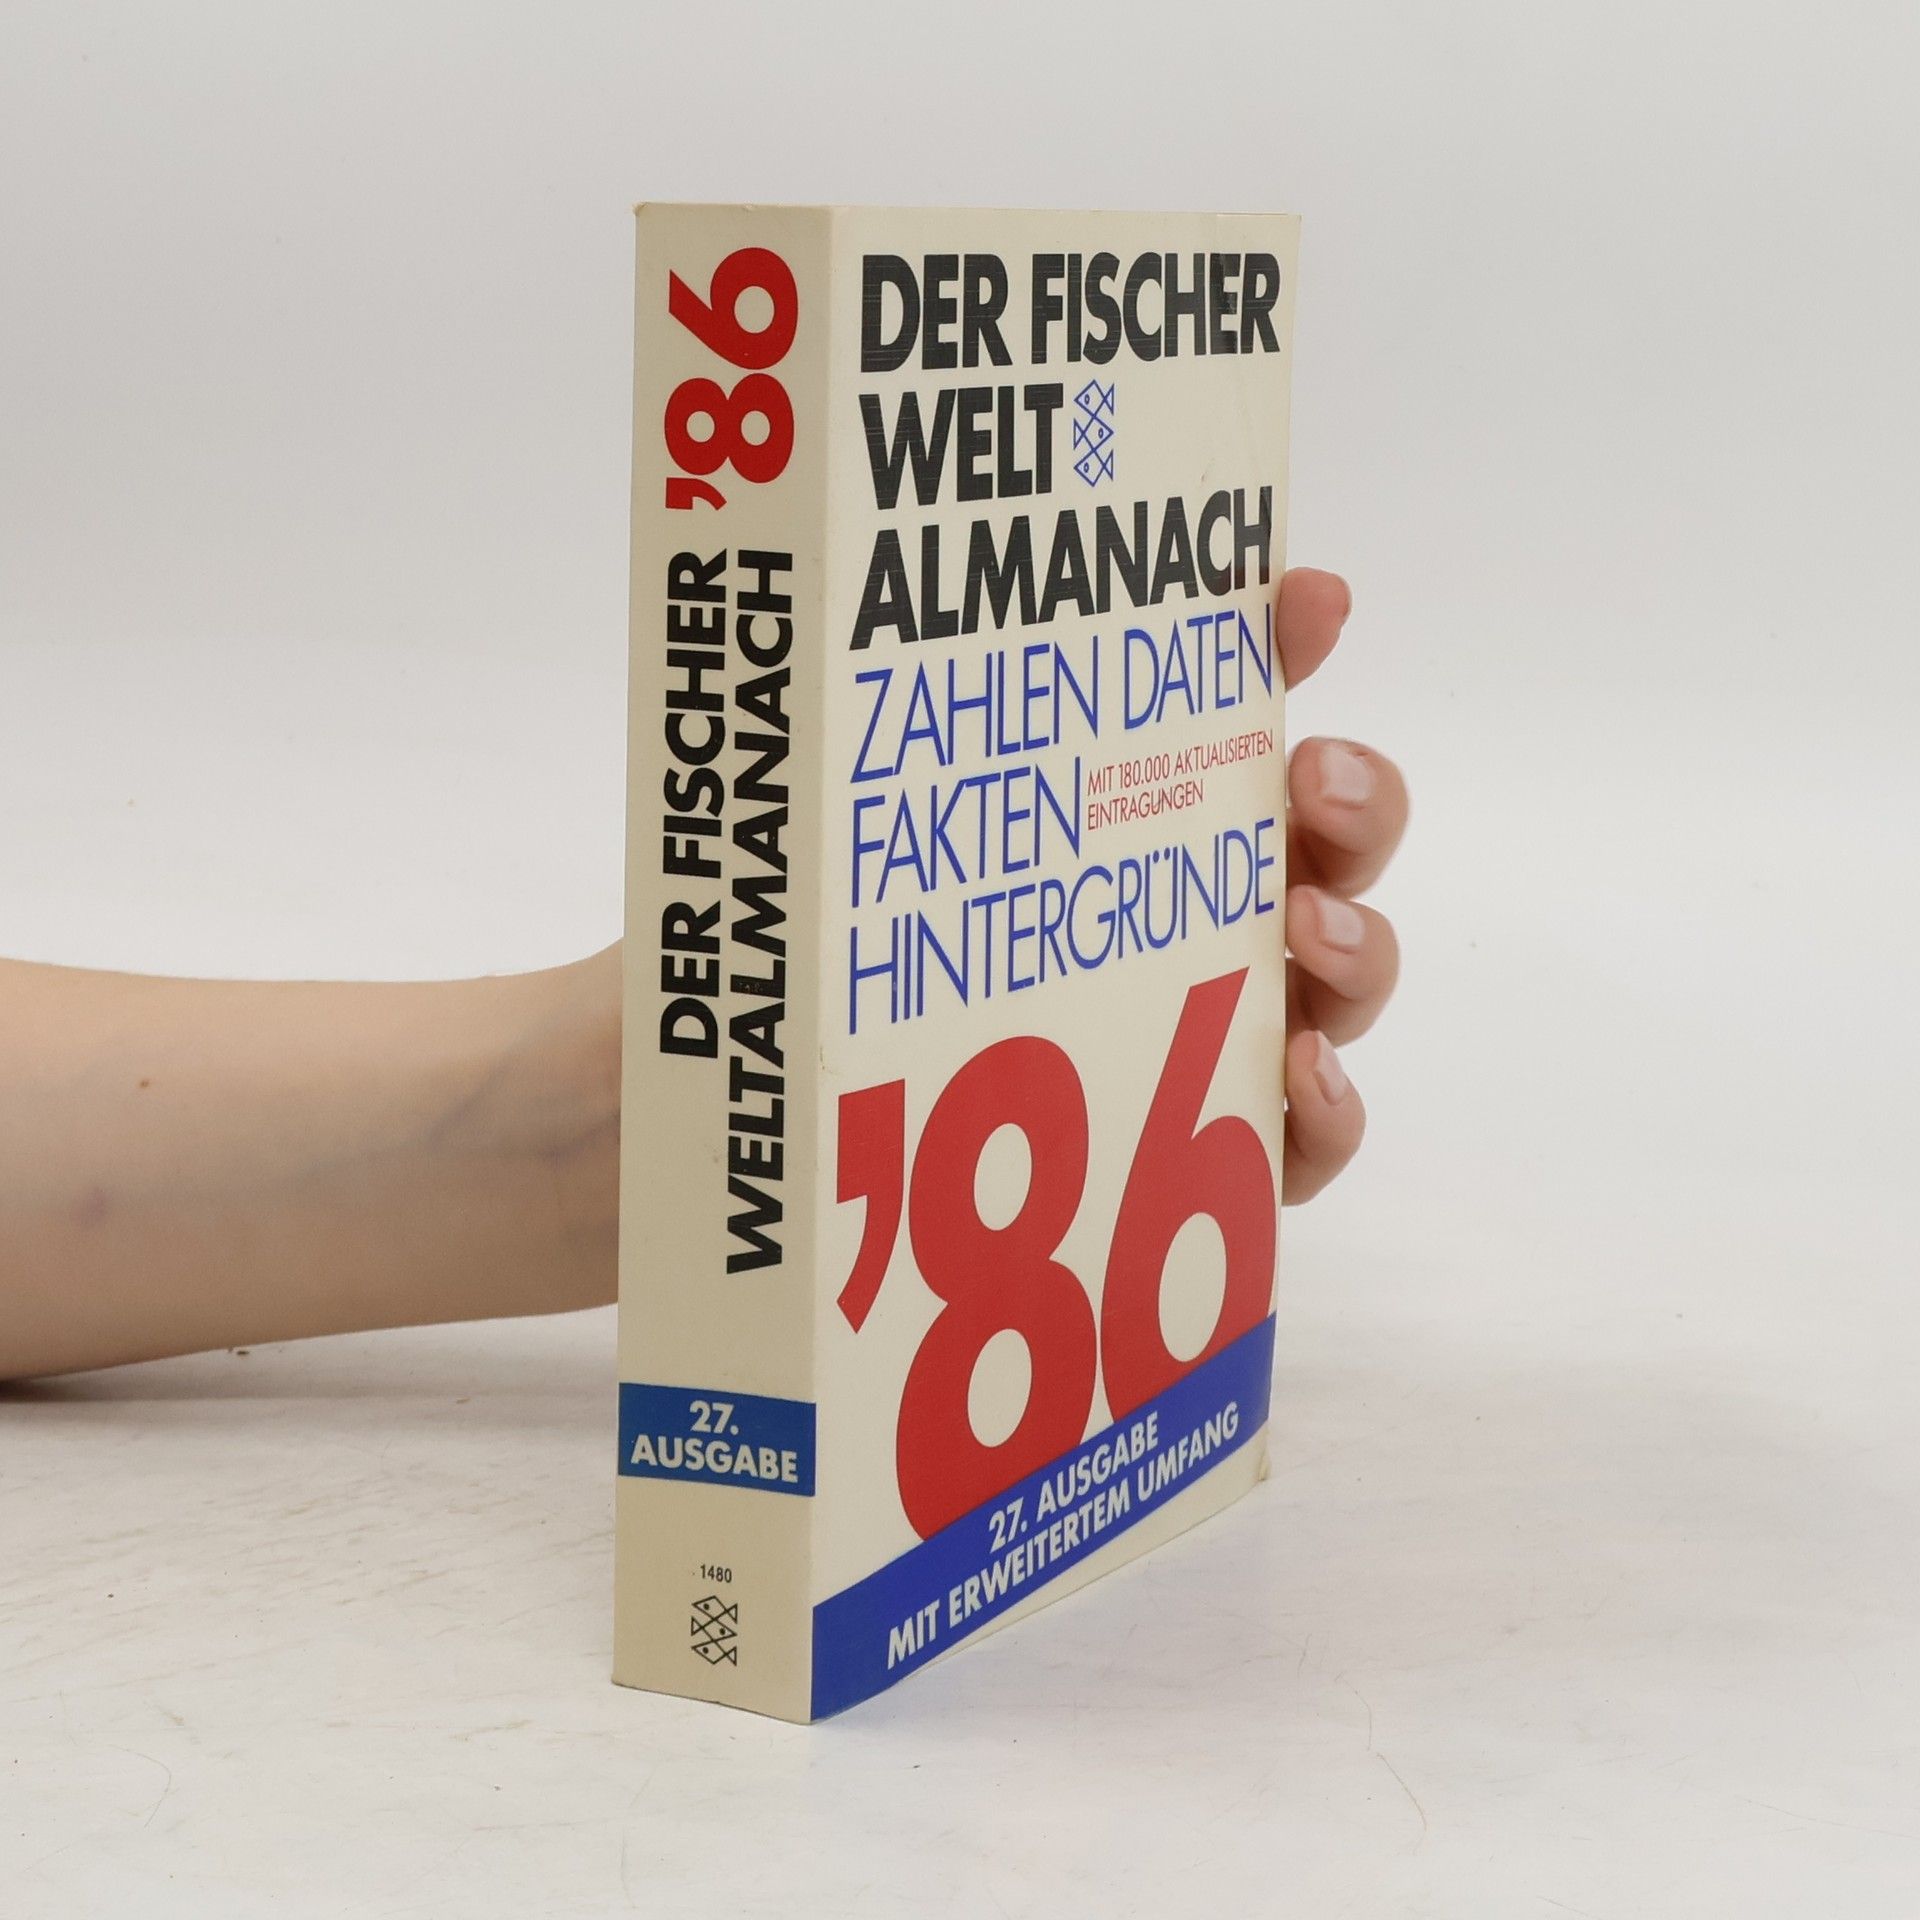 '86
DER FISCHER
WELTALMANACH
27.
AUSGABE
1480
DER FISCHER
WELT
ALMANACH
ZAHLEN DATEN
FAKTEN
MIT 180.000 AKTUALISIERTEN
EINTRAGUNGEN
HINTERGRÜNDE
'86
27. AUSGABE
MIT ERWEITERTEM UMFANG